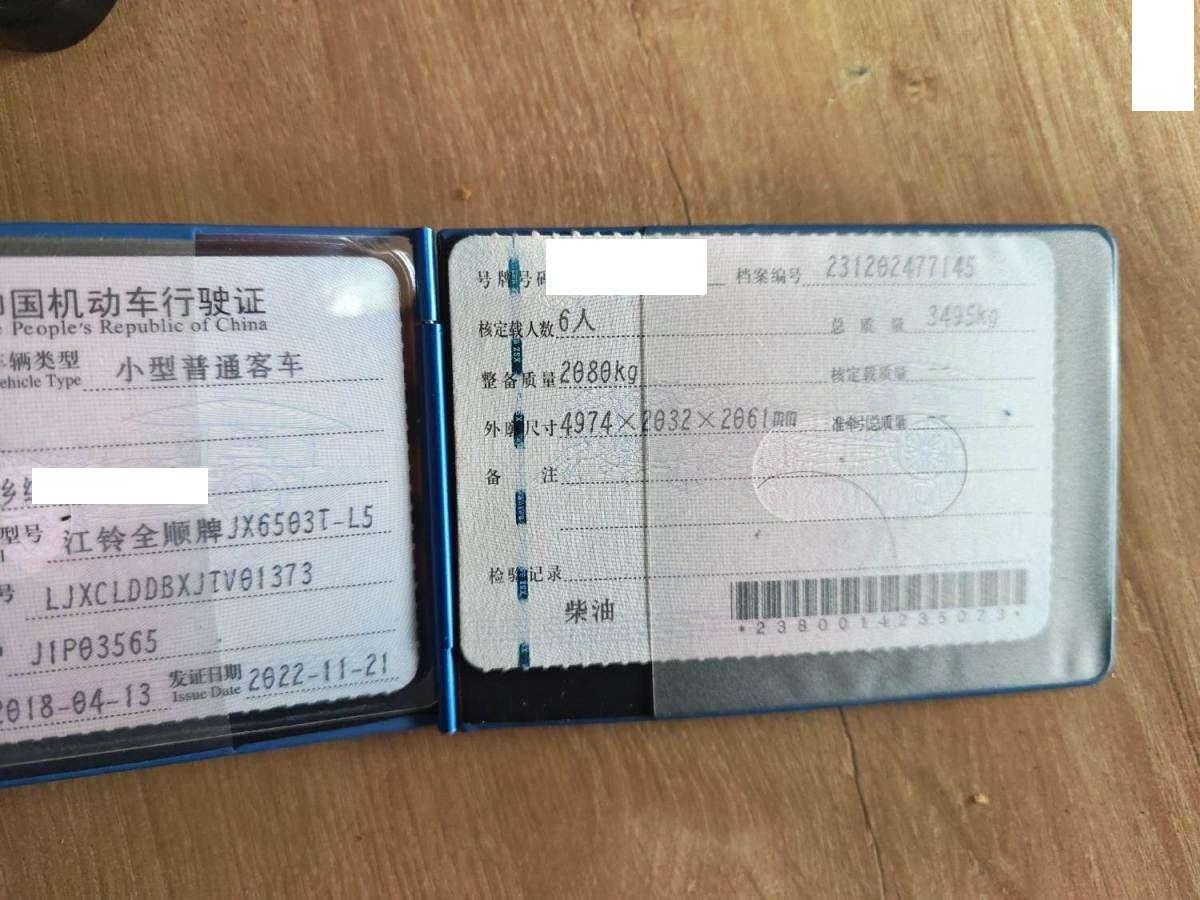 国机动车行驶证
People's Republic of China
辆类型 小型普通客车
Vehicle Type
乡
型号 江铃全顺牌JX6503T-L5
号 LJXCLDDBXJTV01373
J1P03565
2018-04-13 发证日期 2022-11-21
Issue Date
号牌号码 档案编号 231202477145
核定载人数 6人 总质量 3495kg
整备质量 2080kg 核定载质量 --
外廓尺寸 4974×2032×2061mm 准牵引总质量 --
备注
检验记录
柴油
*2380014235073*